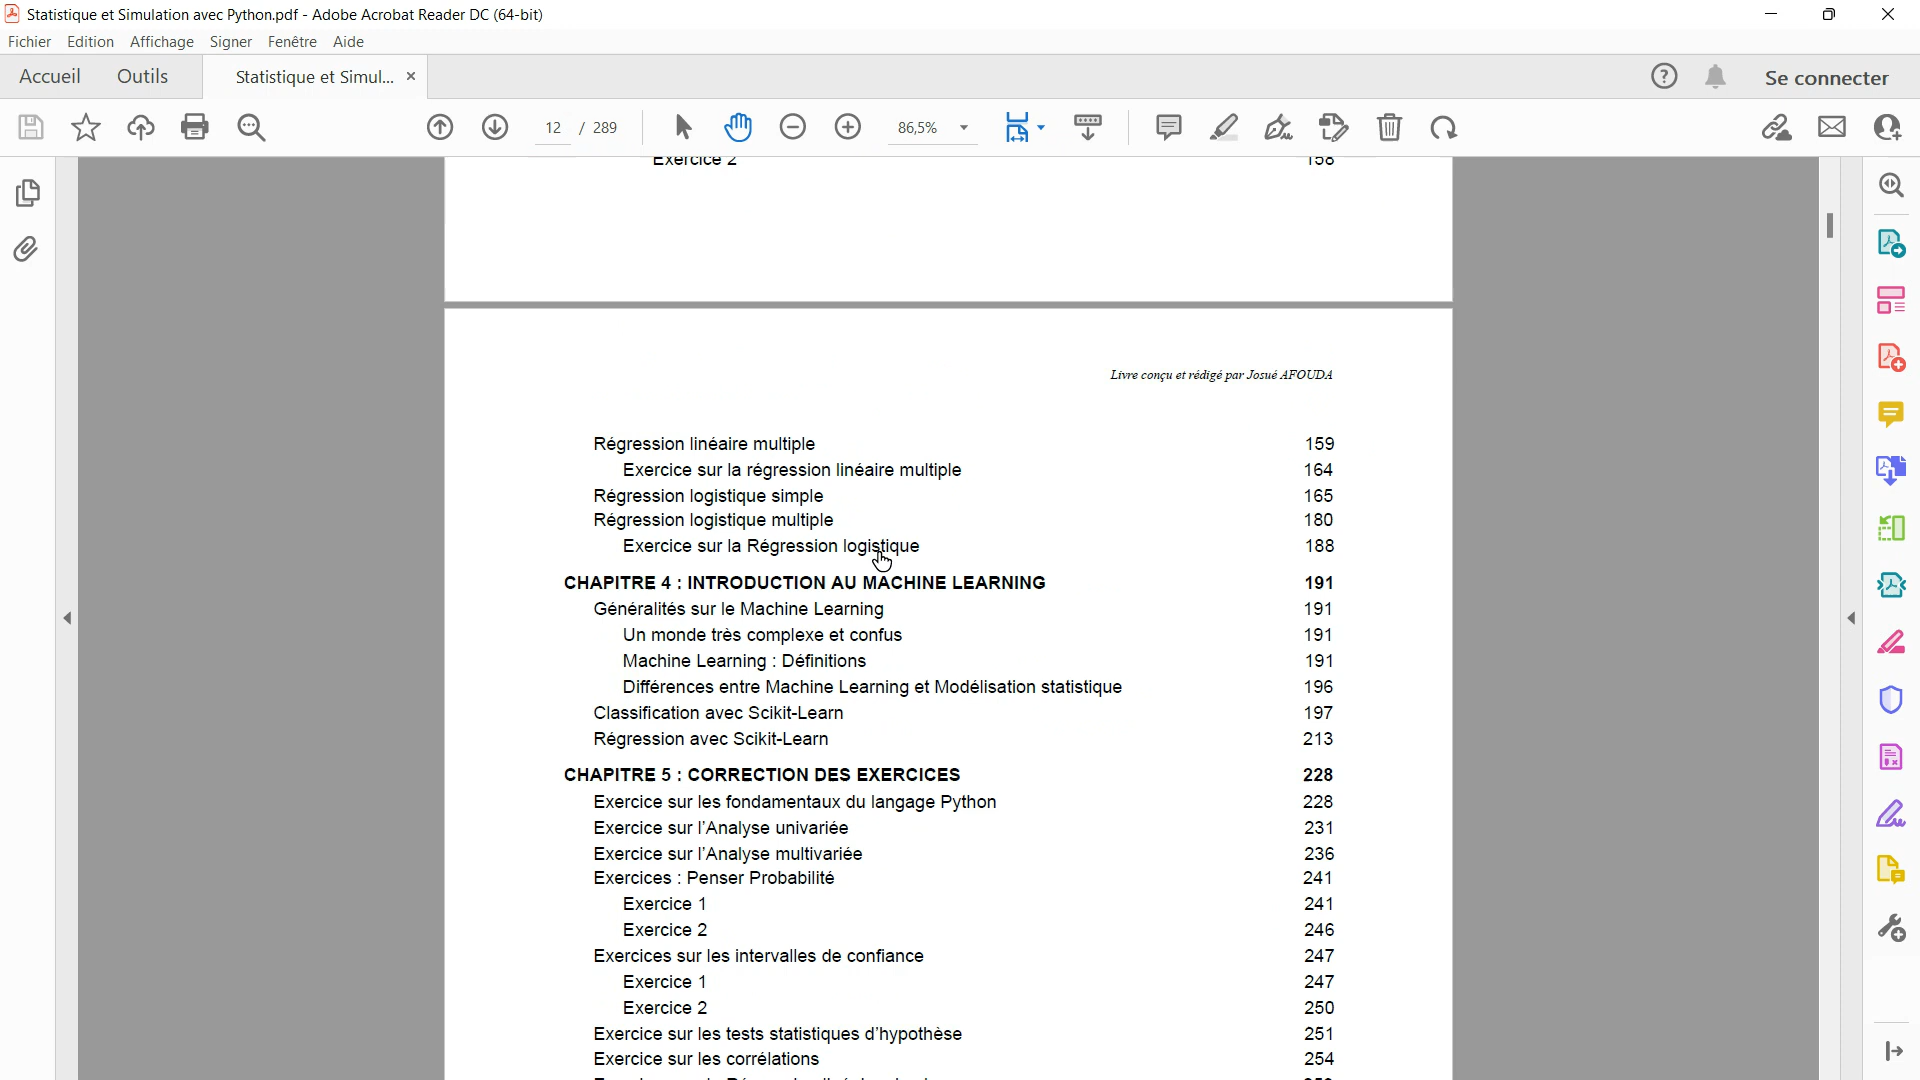 Statistique et Simulation avec Python.pdf - Adobe Acrobat Reader DC (64-bit)
Fichier Edition Affichage Signer Fenêtre Aide
Accueil Outils Statistique et Simul... Se connecter
12 / 289 86,5%
Exercice 2 158
Livre conçu et rédigé par Josué AFOUDA
Régression linéaire multiple 159
Exercice sur la régression linéaire multiple 164
Régression logistique simple 165
Régression logistique multiple 180
Exercice sur la Régression logistique 188
CHAPITRE 4 : INTRODUCTION AU MACHINE LEARNING 191
Généralités sur le Machine Learning 191
Un monde très complexe et confus 191
Machine Learning : Définitions 191
Différences entre Machine Learning et Modélisation statistique 196
Classification avec Scikit-Learn 197
Régression avec Scikit-Learn 213
CHAPITRE 5 : CORRECTION DES EXERCICES 228
Exercice sur les fondamentaux du langage Python 228
Exercice sur l'Analyse univariée 231
Exercice sur l'Analyse multivariée 236
Exercices : Penser Probabilité 241
Exercice 1 241
Exercice 2 246
Exercices sur les intervalles de confiance 247
Exercice 1 247
Exercice 2 250
Exercice sur les tests statistiques d'hypothèse 251
Exercice sur les corrélations 254